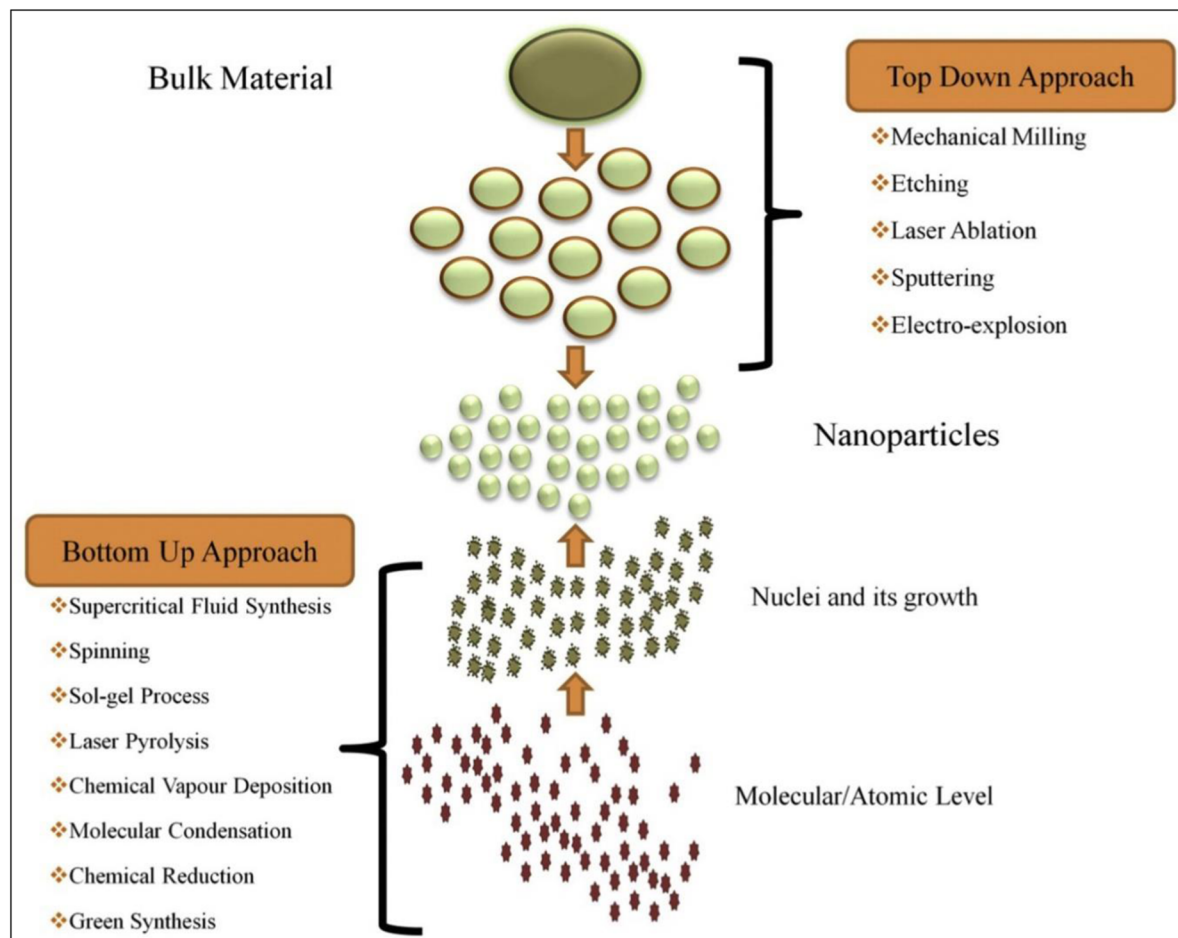 Bulk Material
Top Down Approach
❖Mechanical Milling
❖Etching
❖Laser Ablation
❖Sputtering
❖Electro-explosion
Nanoparticles
Bottom Up Approach
❖Supercritical Fluid Synthesis
❖Spinning
❖Sol-gel Process
❖Laser Pyrolysis
❖Chemical Vapour Deposition
❖Molecular Condensation
❖Chemical Reduction
❖Green Synthesis
Nuclei and its growth
Molecular/Atomic Level